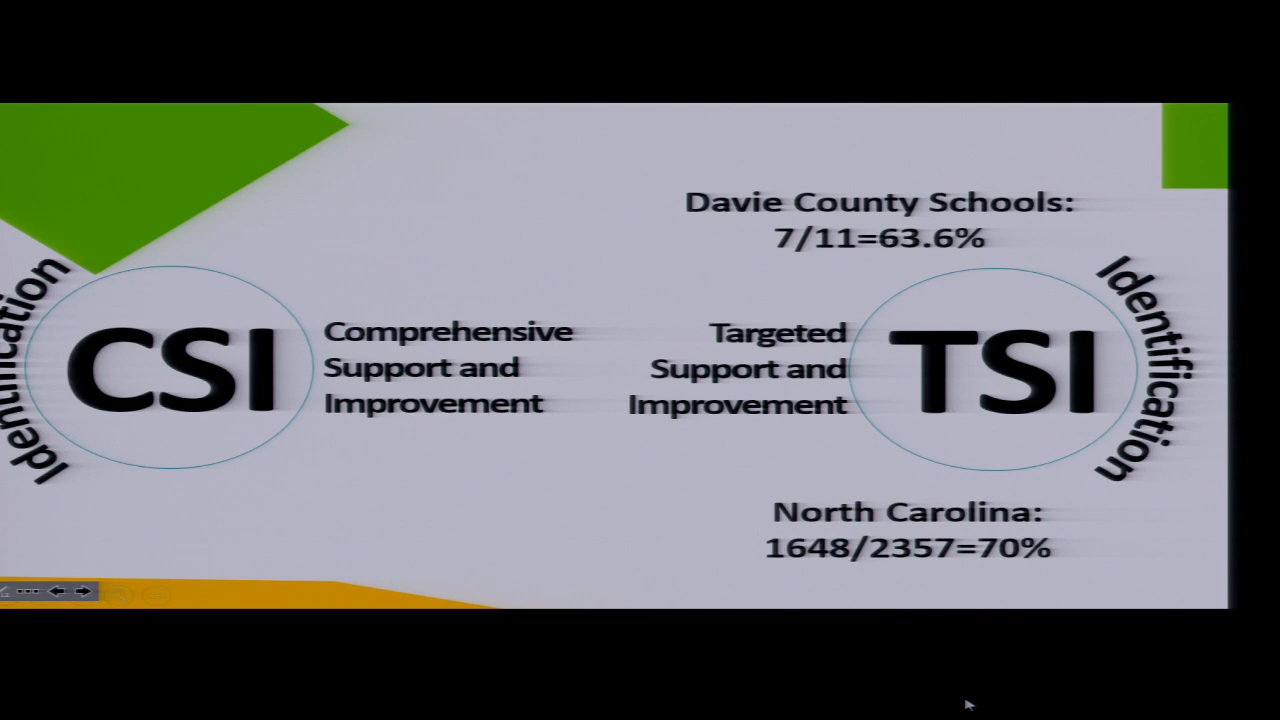 Davie County Schools:
7/11=63.6%
Identification
CSI
Comprehensive
Support and
Improvement
Targeted
Support and
Improvement
TSI
Identification
North Carolina:
1648/2357=70%